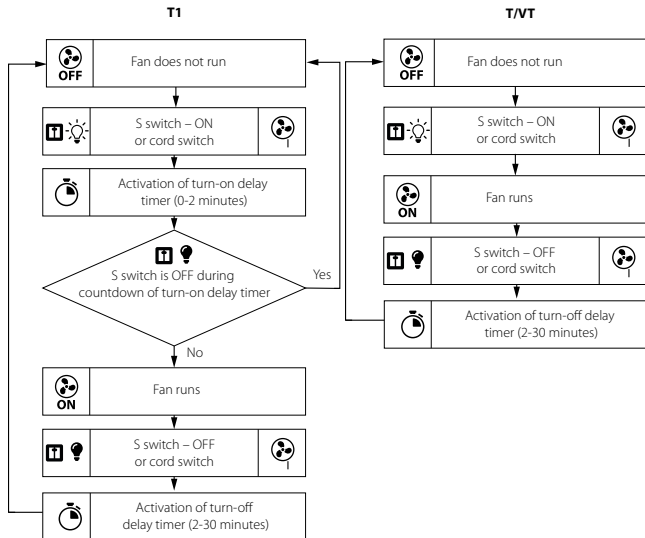 T1
OFF
Fan does not run
S switch – ON
or cord switch
Activation of turn-on delay
timer (0-2 minutes)
S switch is OFF during
countdown of turn-on delay timer
Yes
No
ON
Fan runs
S switch – OFF
or cord switch
Activation of turn-off
delay timer (2-30 minutes)
T/VT
OFF
Fan does not run
S switch – ON
or cord switch
ON
Fan runs
S switch – OFF
or cord switch
Activation of turn-off delay
timer (2-30 minutes)